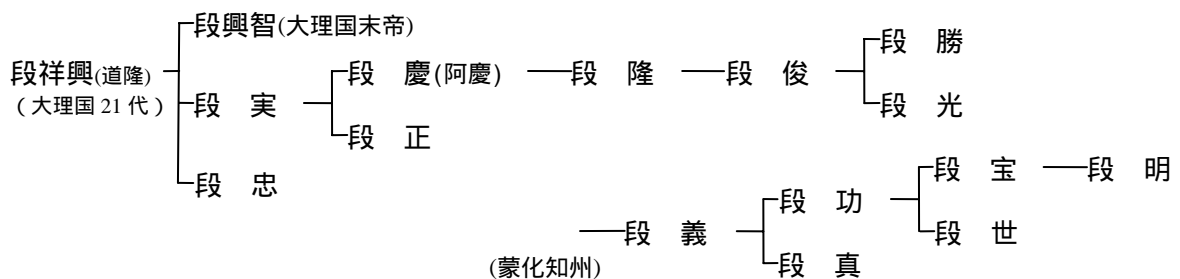 段興智(大理国末帝)
段　勝
段祥興(道隆)　段　慶(阿慶)　段　隆　段　俊
（大理国 21 代）　段　実　段　光
段　正
段　忠　段　宝　段　明
段　功
段　義　段　世
(蒙化知州)　段　真